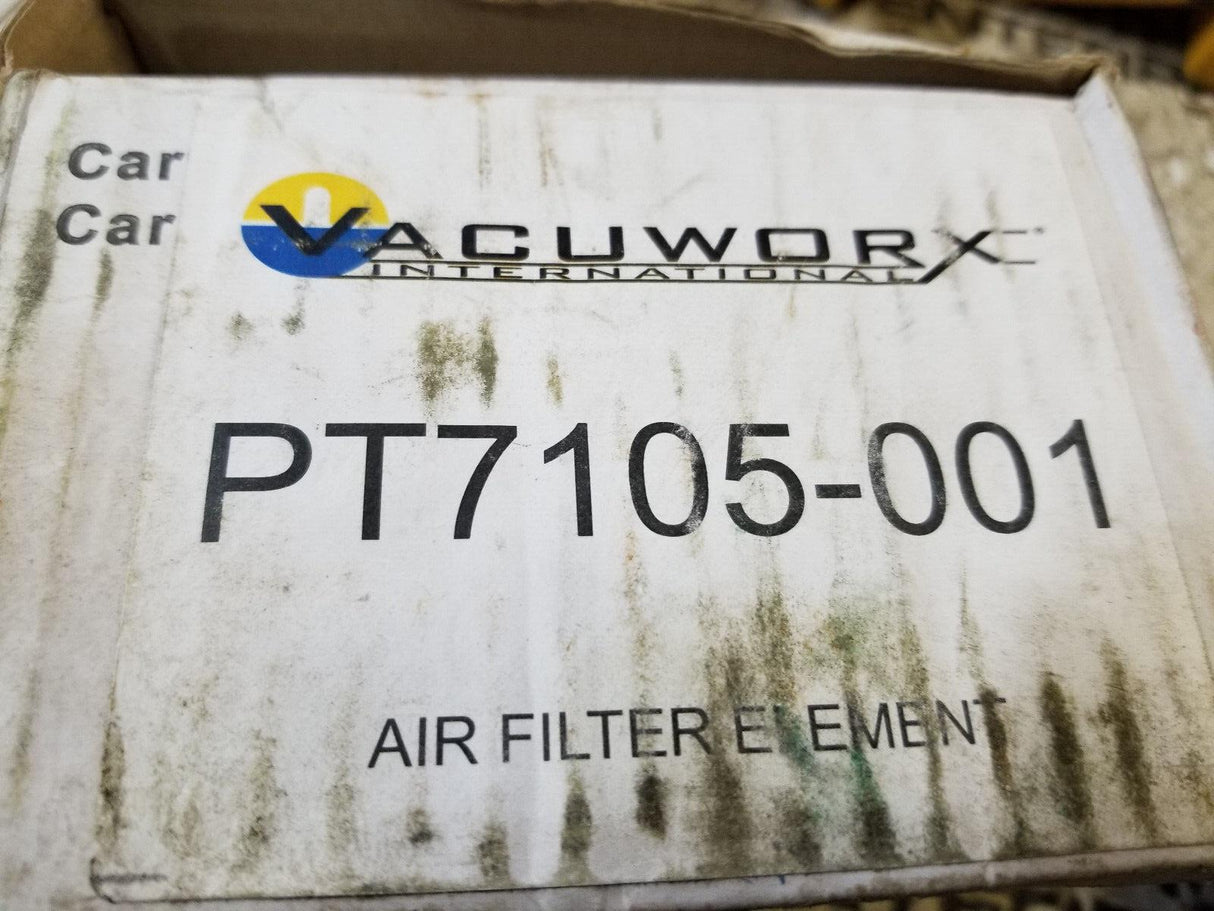 Car
Car
VACUWORX
INTERNATIONAL
PT7105-001
AIR FILTER ELEMENT